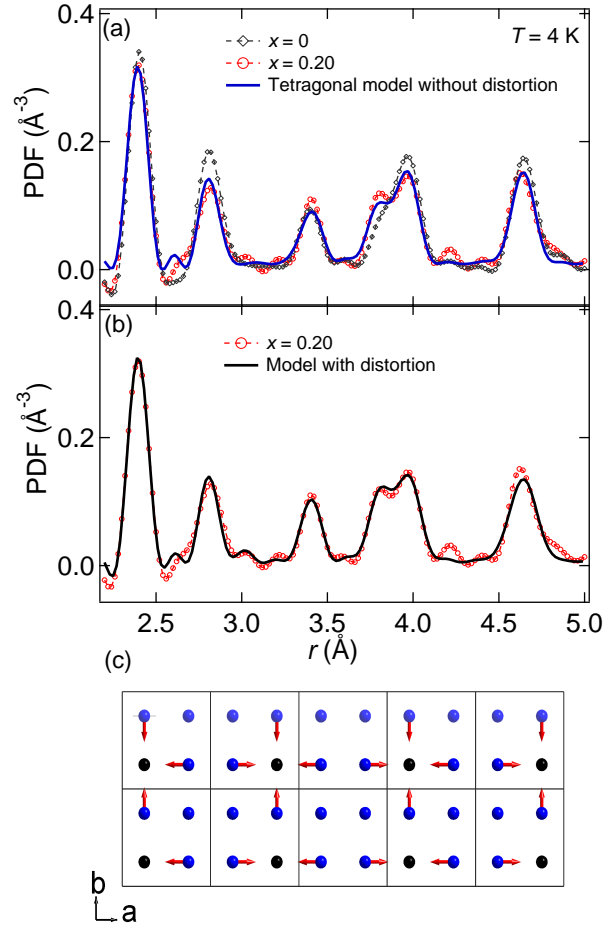 (a)
T = 4 K
x = 0
x = 0.20
Tetragonal model without distortion
PDF (Å⁻³)
0.4
0.2
0.0
(b)
x = 0.20
Model with distortion
PDF (Å⁻³)
0.4
0.2
0.0
2.5 3.0 3.5 4.0 4.5 5.0
r (Å)
(c)
b
a